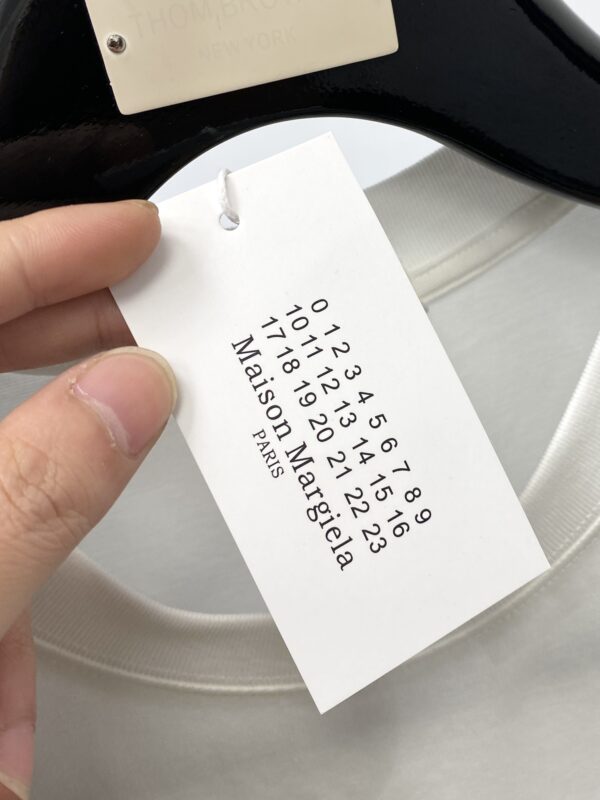 THOM BROW
NEW YORK
0 1 2 3 4 5 6 7 8 9
10 11 12 13 14 15 16
17 18 19 20 21 22 23
Maison Margiela
PARIS